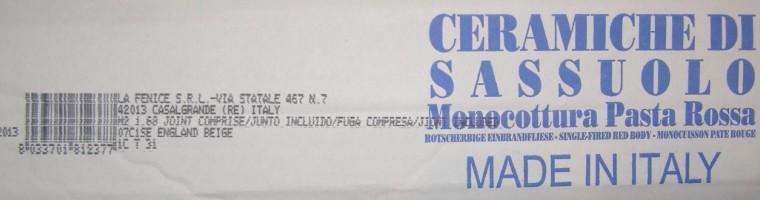 LA FENICE S.R.L.-VIA STATALE 467 N.7
42013 CASALGRANDE (RE) ITALY
M2 1.68 JOINT COMPRISE/JUNTO INCLUIDO/FUGA COMPRESA/JOINT
07C1SE ENGLAND BEIGE
1C T 31
2013
8 033701 812377
CERAMICHE DI
SASSUOLO
Monocottura Pasta Rossa
ROTSCHERBIGE EINBRANDFLIESE - SINGLE-FIRED RED BODY - MONOCUISSON PATE ROUGE
MADE IN ITALY